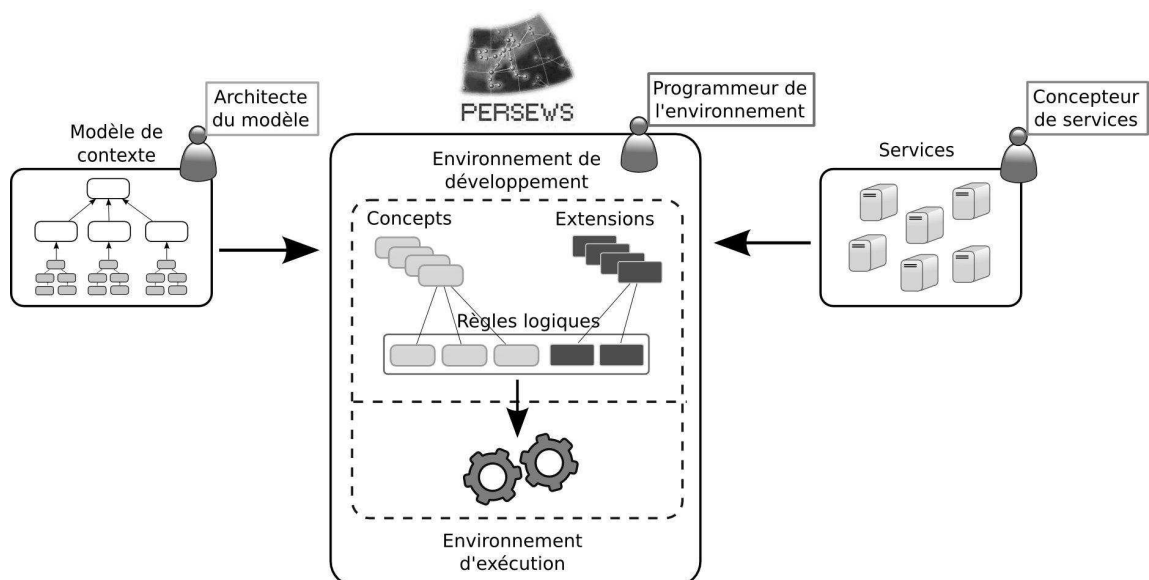 PERSEWS
Architecte
du modèle
Programmeur de
l'environnement
Concepteur
de services
Modèle de
contexte
Environnement de
développement
Services
Concepts
Extensions
Règles logiques
Environnement
d'exécution